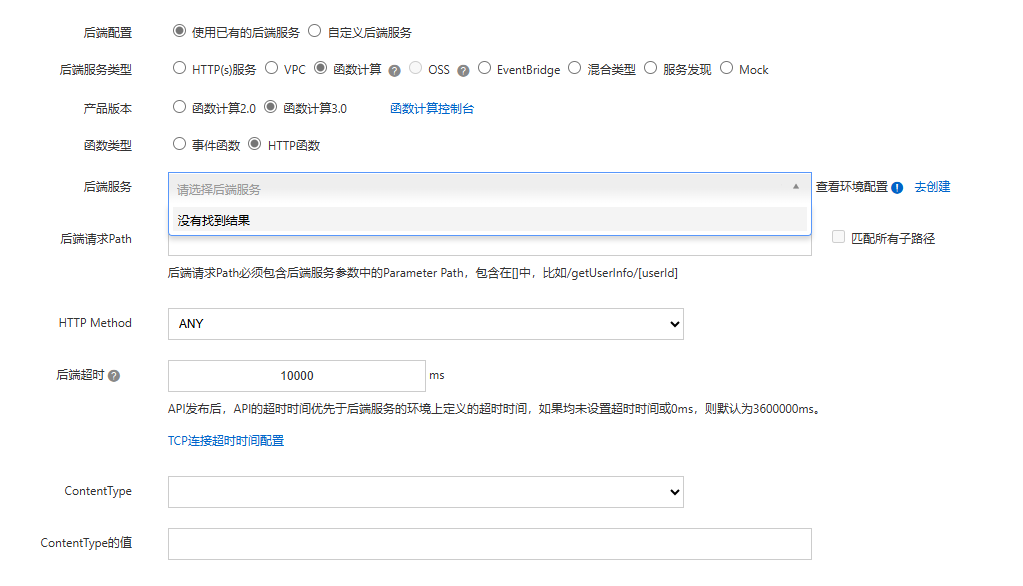 后端配置 使用已有的后端服务 自定义后端服务
后端服务类型 HTTP(s)服务 VPC 函数计算 ? OSS ? EventBridge 混合类型 服务发现 Mock
产品版本 函数计算2.0 函数计算3.0 函数计算控制台
函数类型 事件函数 HTTP函数
后端服务 请选择后端服务 查看环境配置 ! 去创建
没有找到结果
后端请求Path 匹配所有子路径
后端请求Path必须包含后端服务参数中的Parameter Path，包含在[]中，比如/getUserInfo/[userId]
HTTP Method ANY
后端超时 ? 10000 ms
API发布后，API的超时时间优先于后端服务的环境上定义的超时时间，如果均未设置超时时间或0ms，则默认为3600000ms。
TCP连接超时时间配置
ContentType
ContentType的值